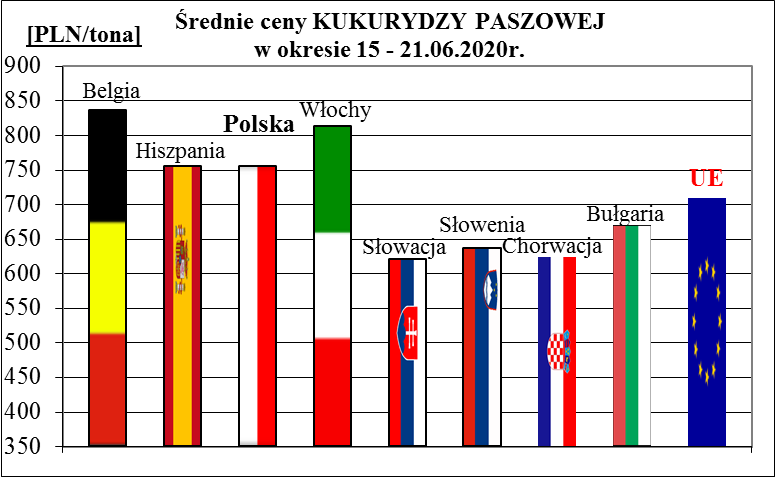 Średnie ceny KUKURYDZY PASZOWEJ
w okresie 15 - 21.06.2020r.
[PLN/tona]
900
850
800
750
700
650
600
550
500
450
400
350
Belgia
Hiszpania
Polska
Włochy
Słowacja
Słowenia
Chorwacja
Bułgaria
UE